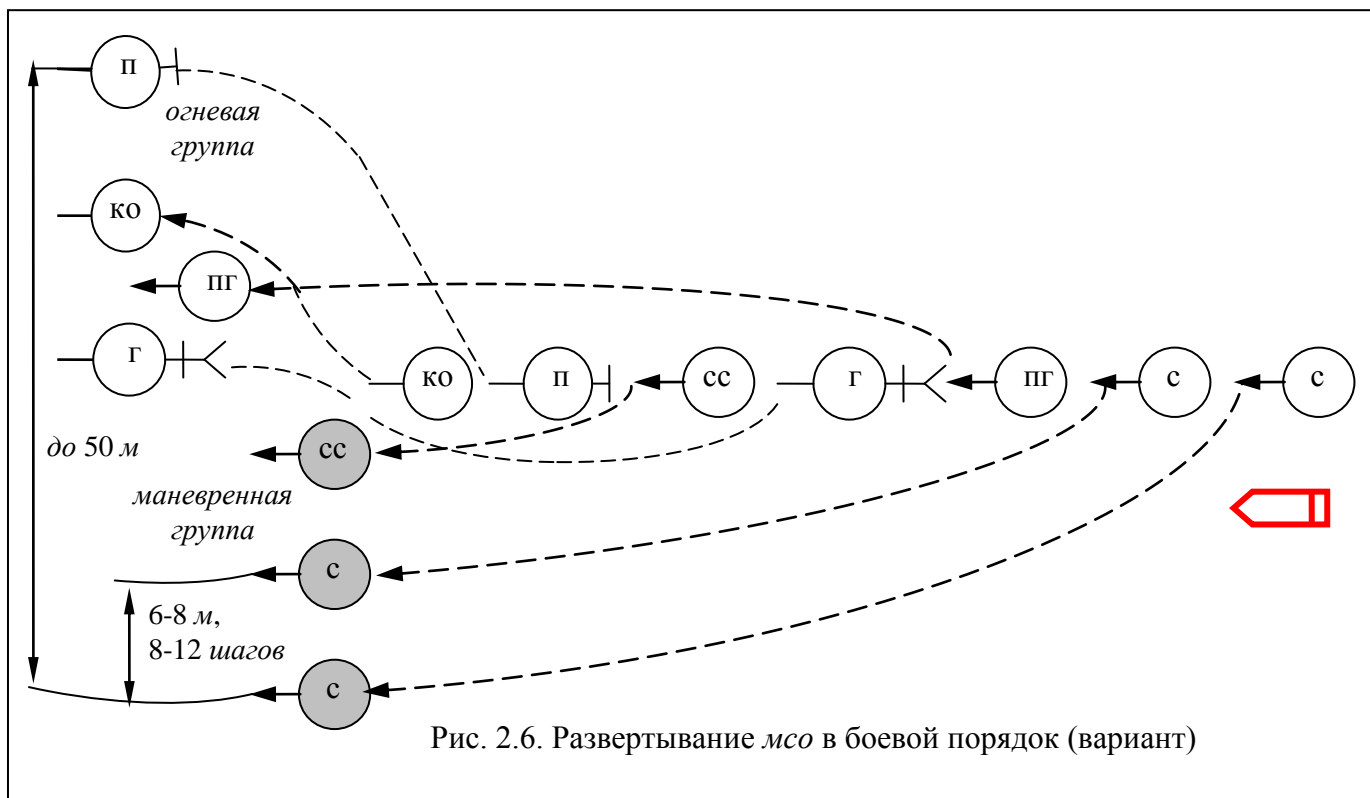 п
огневая
группа
ко
пг
г
ко
п
сс
г
пг
с
с
до 50 м
сс
маневренная
группа
с
6-8 м,
8-12 шагов
с
Рис. 2.6. Развертывание мсо в боевой порядок (вариант)